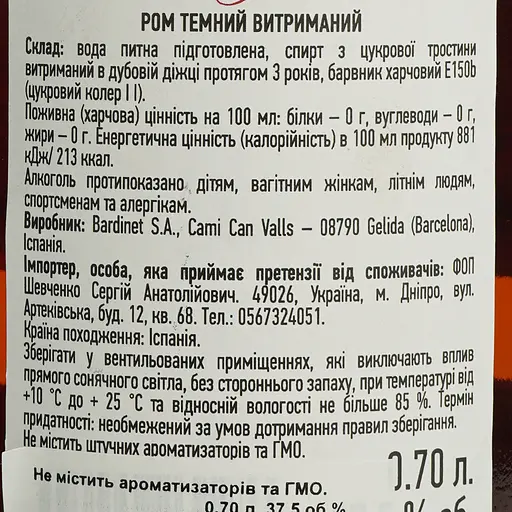 РОМ ТЕМНИЙ ВИТРИМАНИЙ
Склад: вода питна підготовлена, спирт з цукрової тростини
витриманий в дубовій діжці протягом 3 років, барвник харчовий Е150b
(цукровий колер І І).
Поживна (харчова) цінність на 100 мл: білки – 0 г, вуглеводи – 0 г,
жири – 0 г. Енергетична цінність (калорійність) в 100 мл продукту 881
кДж/ 213 ккал.
Алкоголь протипоказано дітям, вагітним жінкам, літнім людям,
спортсменам та алергікам.
Виробник: Bardinet S.A., Cami Can Valls – 08790 Gelida (Barcelona),
Іспанія.
Імпортер, особа, яка приймає претензії від споживачів: ФОП
Шевченко Сергій Анатолійович. 49026, Україна, м. Дніпро, вул.
Артеківська, буд. 12, кв. 68. Тел.: 0567324051.
Країна походження: Іспанія.
Зберігати у вентильованих приміщеннях, які виключають вплив
прямого сонячного світла, без стороннього запаху, при температурі від
+10 °С до + 25 °С та відносній вологості не більше 85 %. Термін
придатності: необмежений за умов дотримання правил зберігання.
Не містить штучних ароматизаторів та ГМО.
0.70 л.
Не містить ароматизаторів та ГМО.
0.70 л. 37,5 об.%
% об.